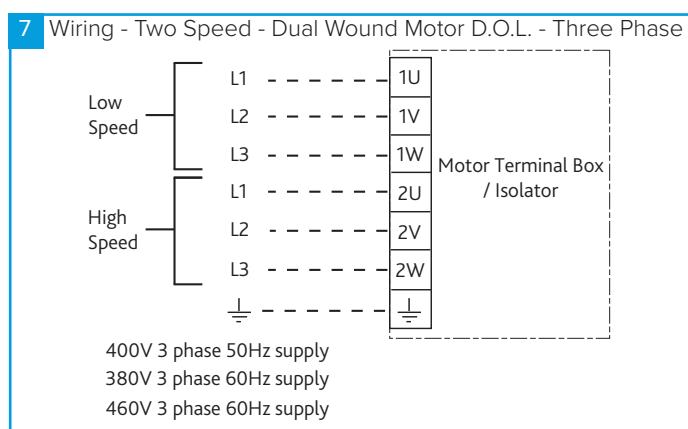 7 Wiring - Two Speed - Dual Wound Motor D.O.L. - Three Phase
Low Speed
L1 1U
L2 1V
L3 1W
High Speed
L1 2U
L2 2V
L3 2W
Motor Terminal Box
/ Isolator
400V 3 phase 50Hz supply
380V 3 phase 60Hz supply
460V 3 phase 60Hz supply